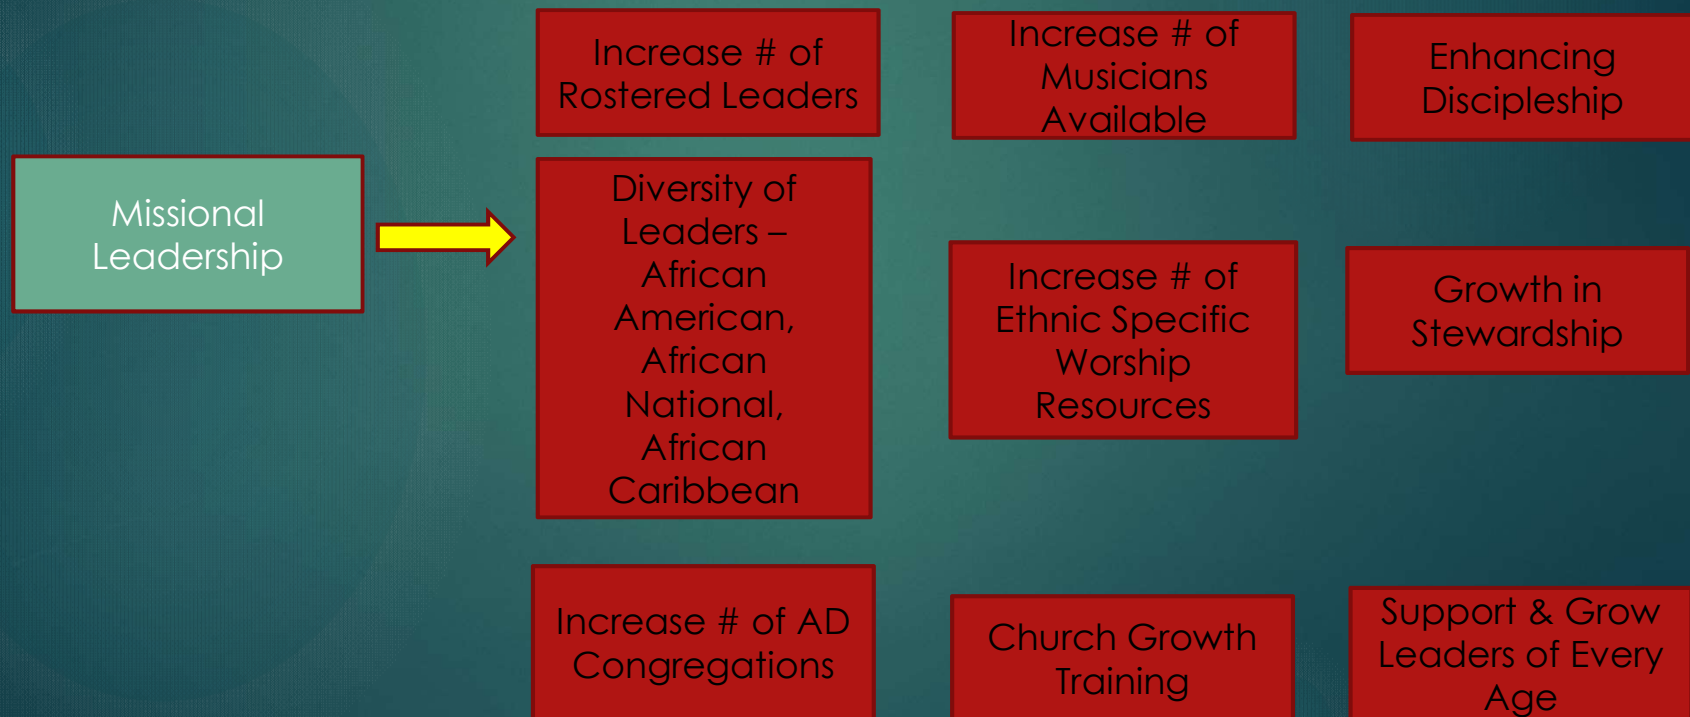 Missional
Leadership
Increase # of
Rostered Leaders
Diversity of
Leaders –
African
American,
African
National,
African
Caribbean
Increase # of AD
Congregations
Increase # of
Musicians
Available
Increase # of
Ethnic Specific
Worship
Resources
Church Growth
Training
Enhancing
Discipleship
Growth in
Stewardship
Support & Grow
Leaders of Every
Age